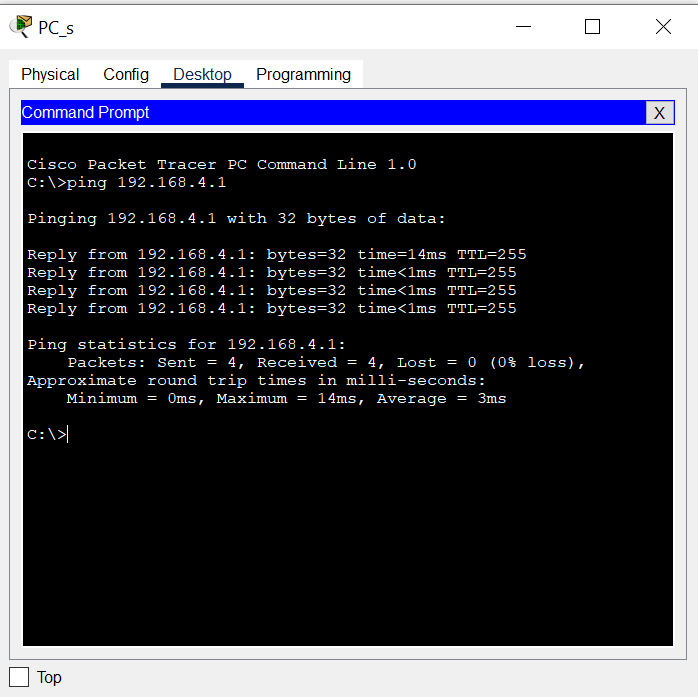 PC_s
Physical Config Desktop Programming
Command Prompt X
Cisco Packet Tracer PC Command Line 1.0
C:\>ping 192.168.4.1
Pinging 192.168.4.1 with 32 bytes of data:
Reply from 192.168.4.1: bytes=32 time=14ms TTL=255
Reply from 192.168.4.1: bytes=32 time<1ms TTL=255
Reply from 192.168.4.1: bytes=32 time<1ms TTL=255
Reply from 192.168.4.1: bytes=32 time<1ms TTL=255
Ping statistics for 192.168.4.1:
Packets: Sent = 4, Received = 4, Lost = 0 (0% loss),
Approximate round trip times in milli-seconds:
Minimum = 0ms, Maximum = 14ms, Average = 3ms
C:\>
Top